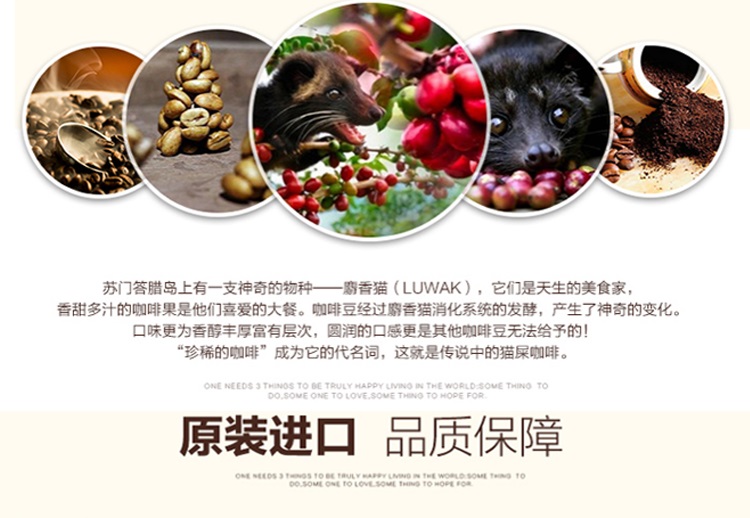 苏门答腊岛上有一支神奇的物种——麝香猫（LUWAK），它们是天生的美食家，
香甜多汁的咖啡果是他们喜爱的大餐。咖啡豆经过麝香猫消化系统的发酵，产生了神奇的变化。
口味更为香醇丰厚富有层次，圆润的口感更是其他咖啡豆无法给予的！
“珍稀的咖啡”成为它的代名词，这就是传说中的猫屎咖啡。
ONE NEEDS 3 THINGS TO BE TRULY HAPPY LIVING IN THE WORLD;SOME THING TO
DO,SOME ONE TO LOVE,SOME THING TO HOPE FOR.
原装进口 品质保障
ONE NEEDS 3 THINGS TO BE TRULY HAPPY LIVING IN THE WORLD;SOME THING TO
DO,SOME ONE TO LOVE,SOME THING TO HOPE FOR.